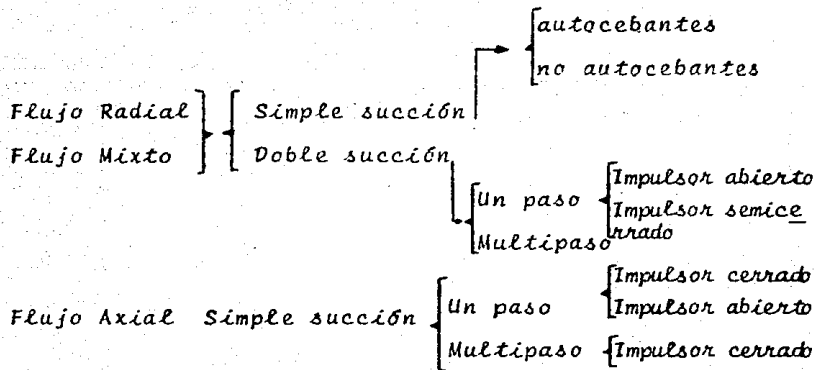 autocebantes
no autocebantes
Flujo Radial
Flujo Mixto
Simple succión
Doble succión
Un paso
Multipaso
Impulsor abierto
Impulsor semice
rrado
Flujo Axial Simple succión
Un paso
Multipaso
Impulsor cerrado
Impulsor abierto
Impulsor cerrado